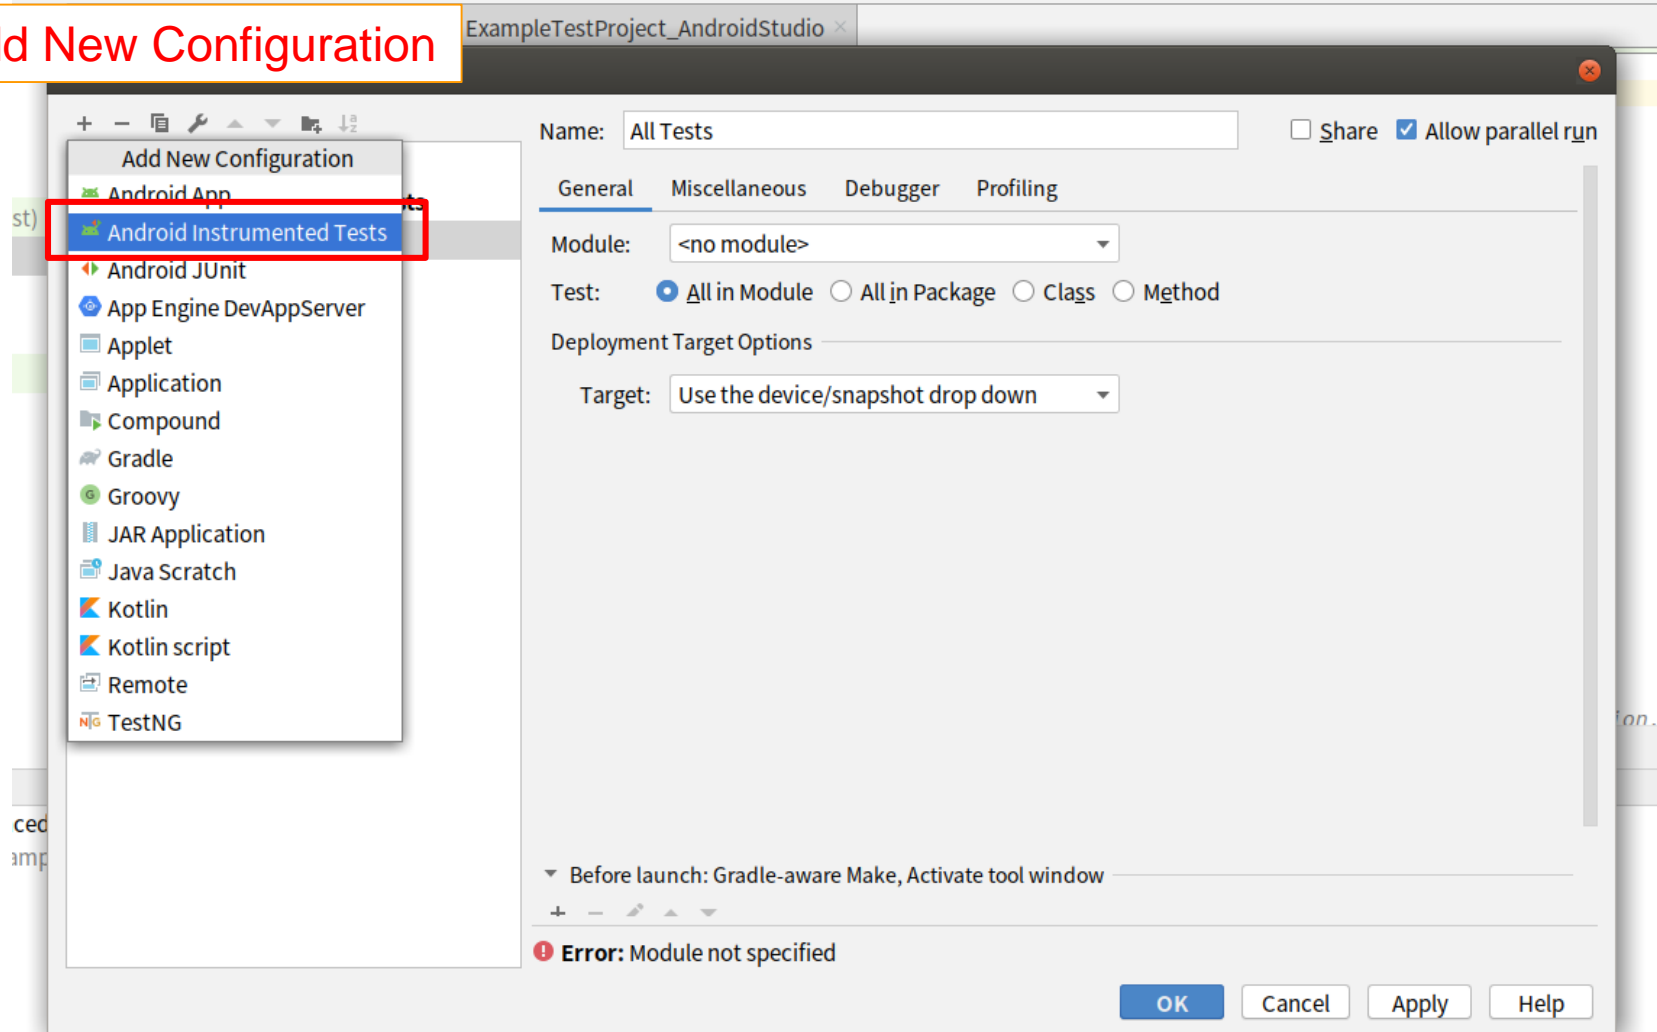 d New Configuration
ExampleTestProject_AndroidStudio
Name: All Tests
Share Allow parallel run
Add New Configuration
Android App
Android Instrumented Tests
Android JUnit
App Engine DevAppServer
Applet
Application
Compound
Gradle
Groovy
JAR Application
Java Scratch
Kotlin
Kotlin script
Remote
TestNG
General Miscellaneous Debugger Profiling
Module: <no module>
Test: All in Module All in Package Class Method
Deployment Target Options
Target: Use the device/snapshot drop down
Before launch: Gradle-aware Make, Activate tool window
Error: Module not specified
OK Cancel Apply Help
st)
ced
amp
ion.